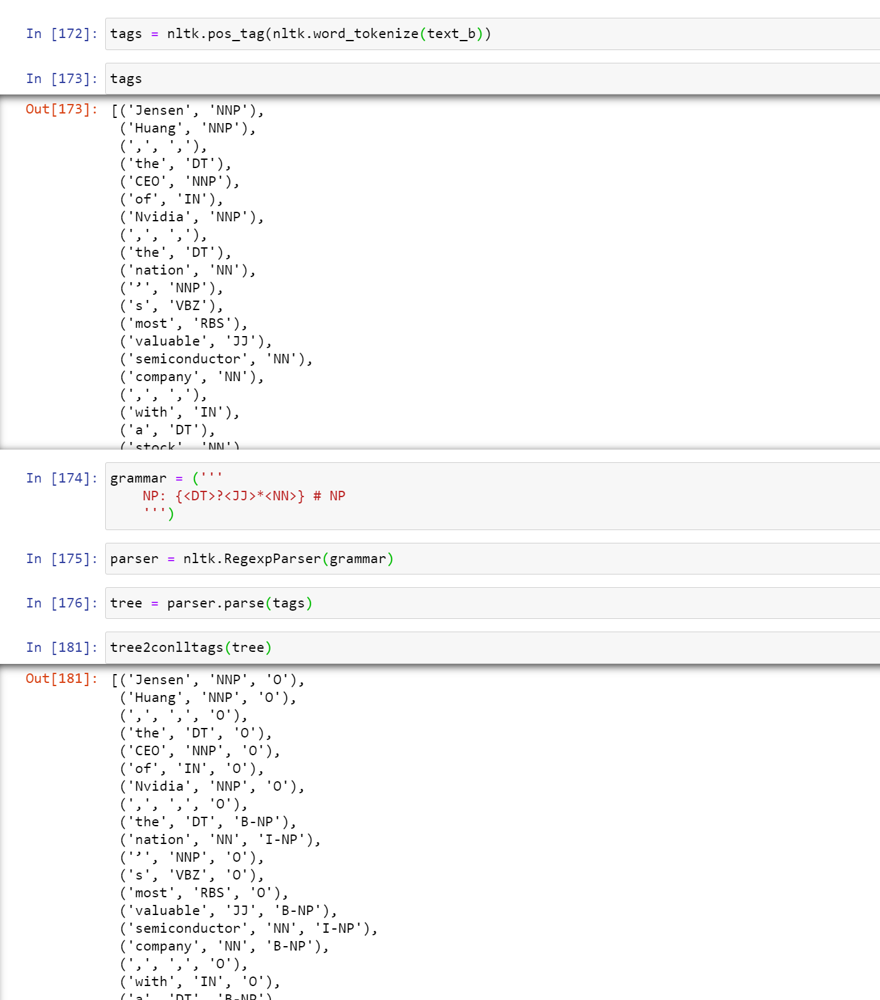 In [172]: tags = nltk.pos_tag(nltk.word_tokenize(text_b))
In [173]: tags
Out[173]: [('Jensen', 'NNP'),
('Huang', 'NNP'),
(',', ','),
('the', 'DT'),
('CEO', 'NNP'),
('of', 'IN'),
('Nvidia', 'NNP'),
(',', ','),
('the', 'DT'),
('nation', 'NN'),
('’', 'NNP'),
('s', 'VBZ'),
('most', 'RBS'),
('valuable', 'JJ'),
('semiconductor', 'NN'),
('company', 'NN'),
(',', ','),
('with', 'IN'),
('a', 'DT'),
('stock', 'NN')
In [174]: grammar = ('''
NP: {<DT>?<JJ>*<NN>} # NP
''')
In [175]: parser = nltk.RegexpParser(grammar)
In [176]: tree = parser.parse(tags)
In [181]: tree2conlltags(tree)
Out[181]: [('Jensen', 'NNP', 'O'),
('Huang', 'NNP', 'O'),
(',', ',', 'O'),
('the', 'DT', 'O'),
('CEO', 'NNP', 'O'),
('of', 'IN', 'O'),
('Nvidia', 'NNP', 'O'),
(',', ',', 'O'),
('the', 'DT', 'B-NP'),
('nation', 'NN', 'I-NP'),
('’', 'NNP', 'O'),
('s', 'VBZ', 'O'),
('most', 'RBS', 'O'),
('valuable', 'JJ', 'B-NP'),
('semiconductor', 'NN', 'I-NP'),
('company', 'NN', 'B-NP'),
(',', ',', 'O'),
('with', 'IN', 'O'),
('a', 'DT', 'B-NP')